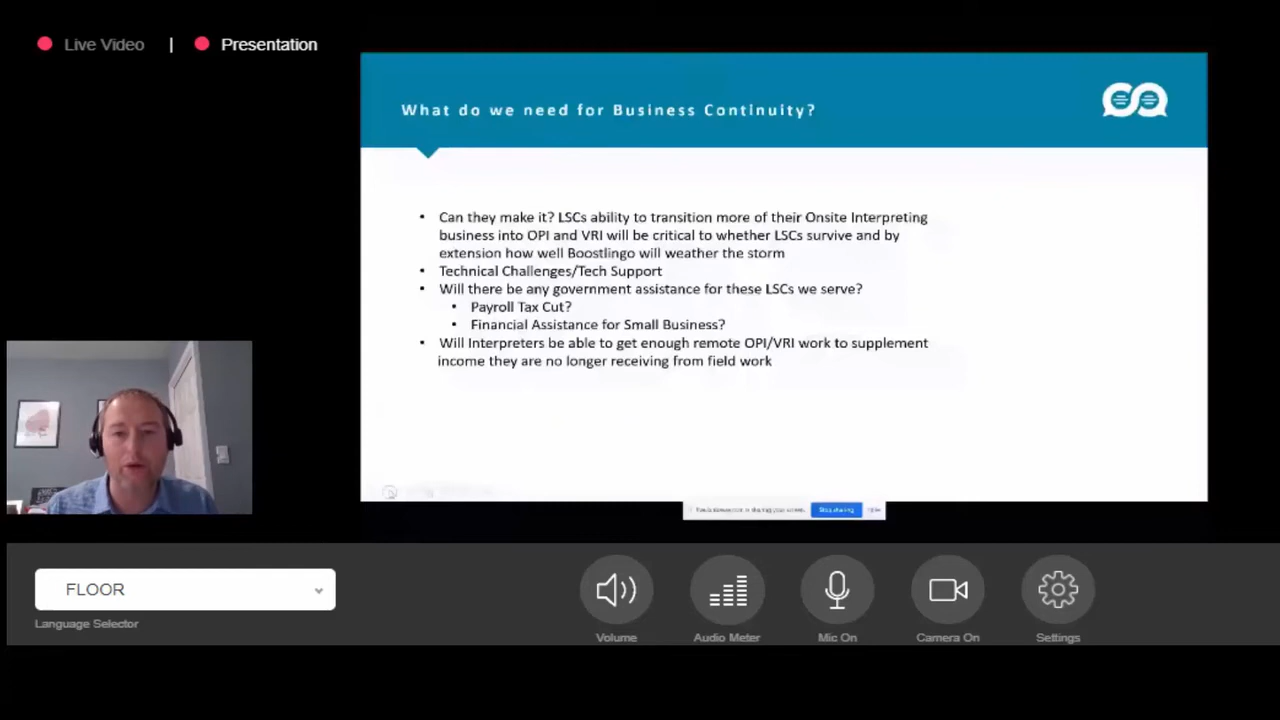 Live Video | Presentation
What do we need for Business Continuity?
• Can they make it? LSCs ability to transition more of their Onsite Interpreting
business into OPI and VRI will be critical to whether LSCs survive and by
extension how well Boostlingo will weather the storm
• Technical Challenges/Tech Support
• Will there be any government assistance for these LSCs we serve?
• Payroll Tax Cut?
• Financial Assistance for Small Business?
• Will Interpreters be able to get enough remote OPI/VRI work to supplement
income they are no longer receiving from field work
Stop sharing
FLOOR
Language Selector
Volume
Audio Meter
Mic On
Camera On
Settings